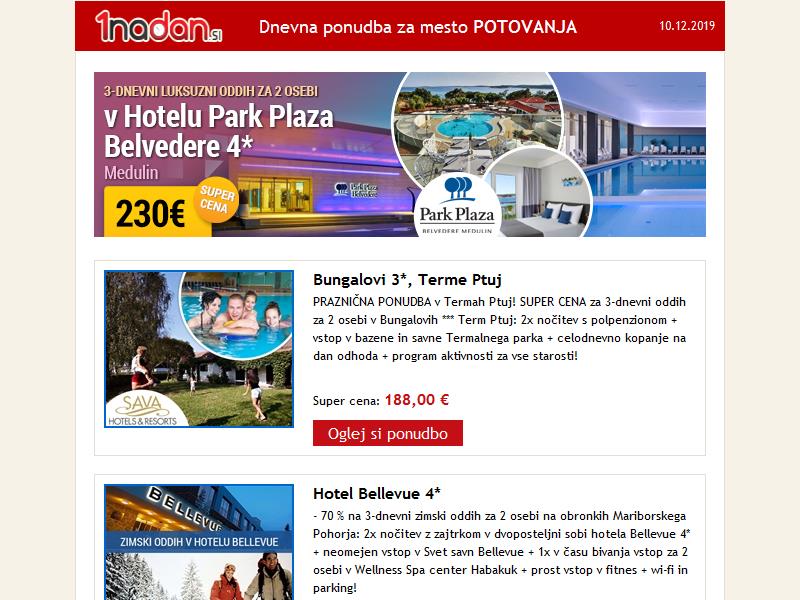 1nadan.si
Dnevna ponudba za mesto POTOVANJA
10.12.2019
3-DNEVNI LUKSUZNI ODDIH ZA 2 OSEBI
v Hotelu Park Plaza
Belvedere 4*
Medulin
230€
SUPER
CENA
Park Plaza
Belvedere
Park Plaza
BELVEDERE MEDULIN
Bungalovi 3*, Terme Ptuj
PRAZNIČNA PONUDBA v Termah Ptuj! SUPER CENA za 3-dnevni oddih
za 2 osebi v Bungalovih *** Term Ptuj: 2x nočitev s polpenzionom +
vstop v bazene in savne Termalnega parka + celodnevno kopanje na
dan odhoda + program aktivnosti za vse starosti!
Super cena: 188,00 €
Oglej si ponudbo
SAVA
HOTELS & RESORTS
Hotel Bellevue 4*
- 70 % na 3-dnevni zimski oddih za 2 osebi na obronkih Mariborskega
Pohorja: 2x nočitev z zajtrkom v dvoposteljni sobi hotela Bellevue 4*
+ neomejen vstop v Svet savn Bellevue + 1x v času bivanja vstop za 2
osebi v Wellness Spa center Habakuk + prost vstop v fitnes + wi-fi in
parking!
BELLEVUE
ZIMSKI ODDIH V HOTELU BELLEVUE